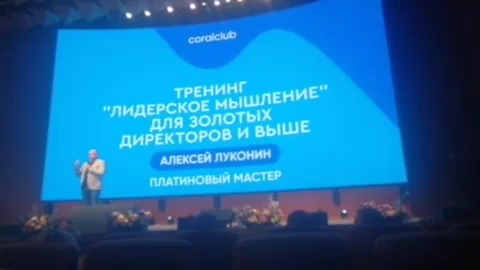 coralclub
ТРЕНИНГ
"ЛИДЕРСКОЕ МЫШЛЕНИЕ"
ДЛЯ ЗОЛОТЫХ
ДИРЕКТОРОВ И ВЫШЕ
АЛЕКСЕЙ ЛУКОНИН
ПЛАТИНОВЫЙ МАСТЕР